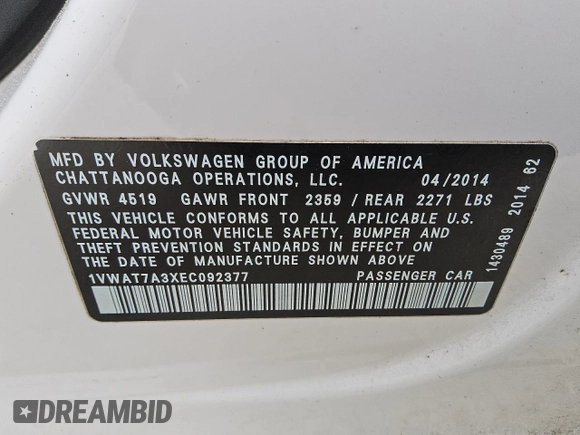 MFD BY VOLKSWAGEN GROUP OF AMERICA
CHATTANOOGA OPERATIONS, LLC. 04/2014
GVWR 4519 GAWR FRONT 2359 / REAR 2271 LBS
THIS VEHICLE CONFORMS TO ALL APPLICABLE U.S.
FEDERAL MOTOR VEHICLE SAFETY, BUMPER AND
THEFT PREVENTION STANDARDS IN EFFECT ON
THE DATE OF MANUFACTURE SHOWN ABOVE
1VWAT7A3XEC092377 PASSENGER CAR
1430489 2014 62
DREAMBID